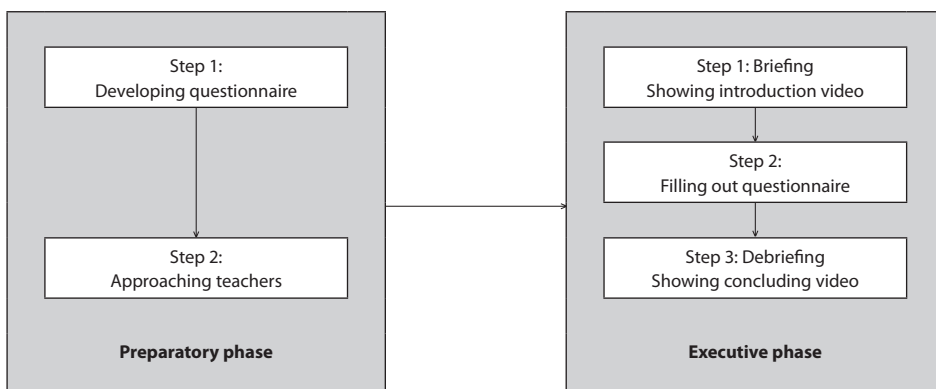 Step 1:
Developing questionnaire
Step 2:
Approaching teachers
Preparatory phase
Step 1: Briefing
Showing introduction video
Step 2:
Filling out questionnaire
Step 3: Debriefing
Showing concluding video
Executive phase